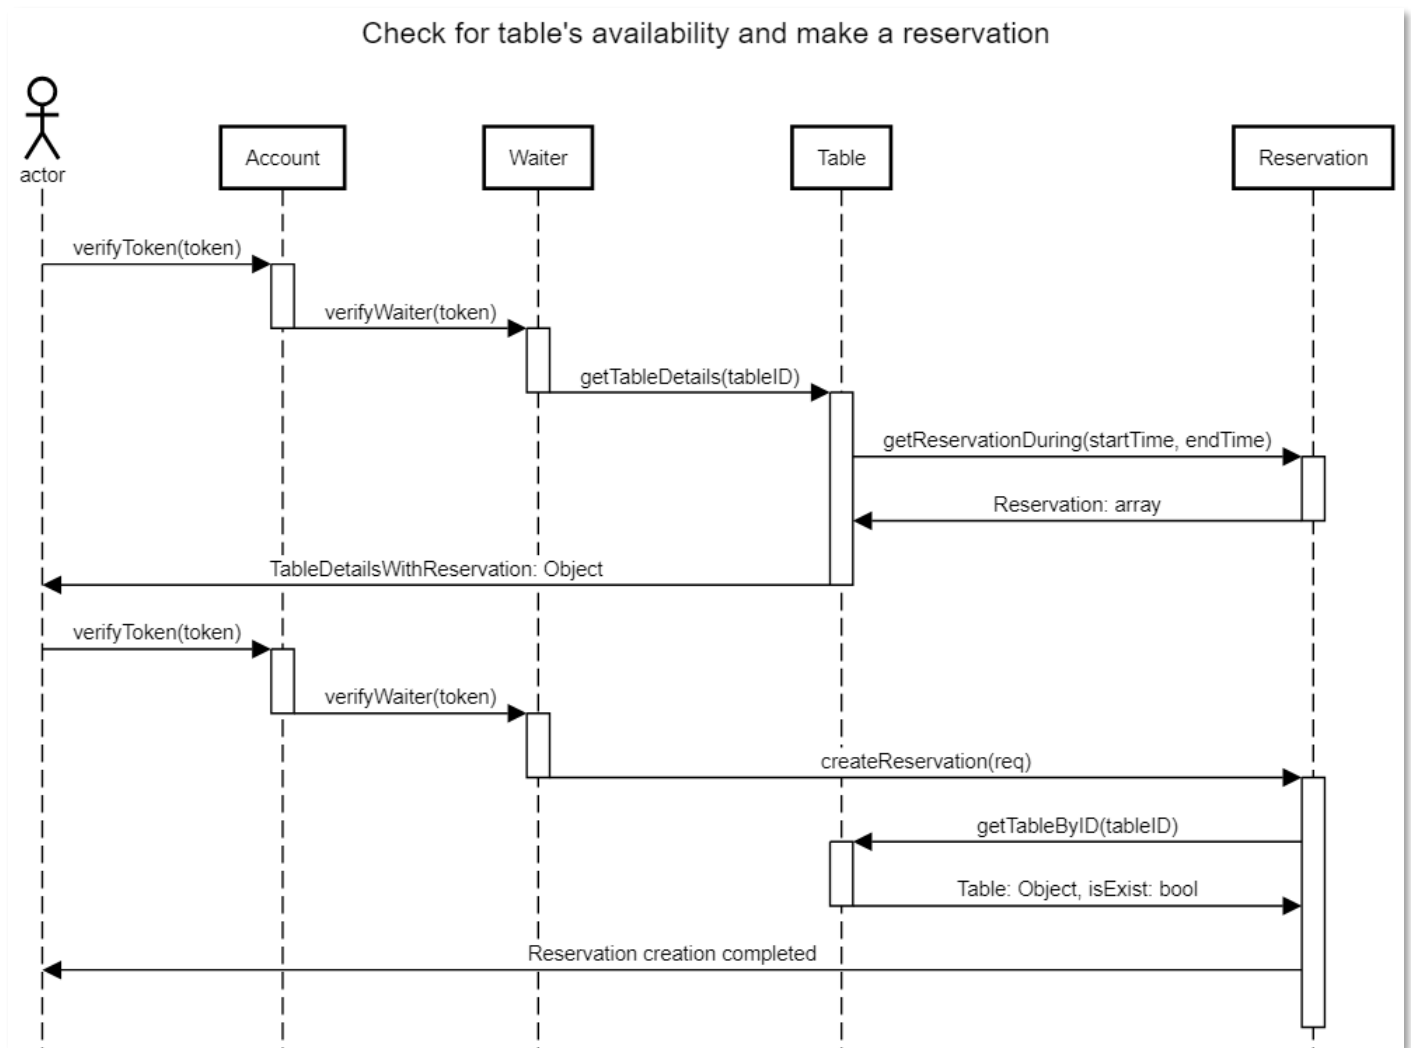 Check for table's availability and make a reservation
actor
Account
Waiter
Table
Reservation
verifyToken(token)
verifyWaiter(token)
getTableDetails(tableID)
getReservationDuring(startTime, endTime)
Reservation: array
TableDetailsWithReservation: Object
verifyToken(token)
verifyWaiter(token)
createReservation(req)
getTableByID(tableID)
Table: Object, isExist: bool
Reservation creation completed